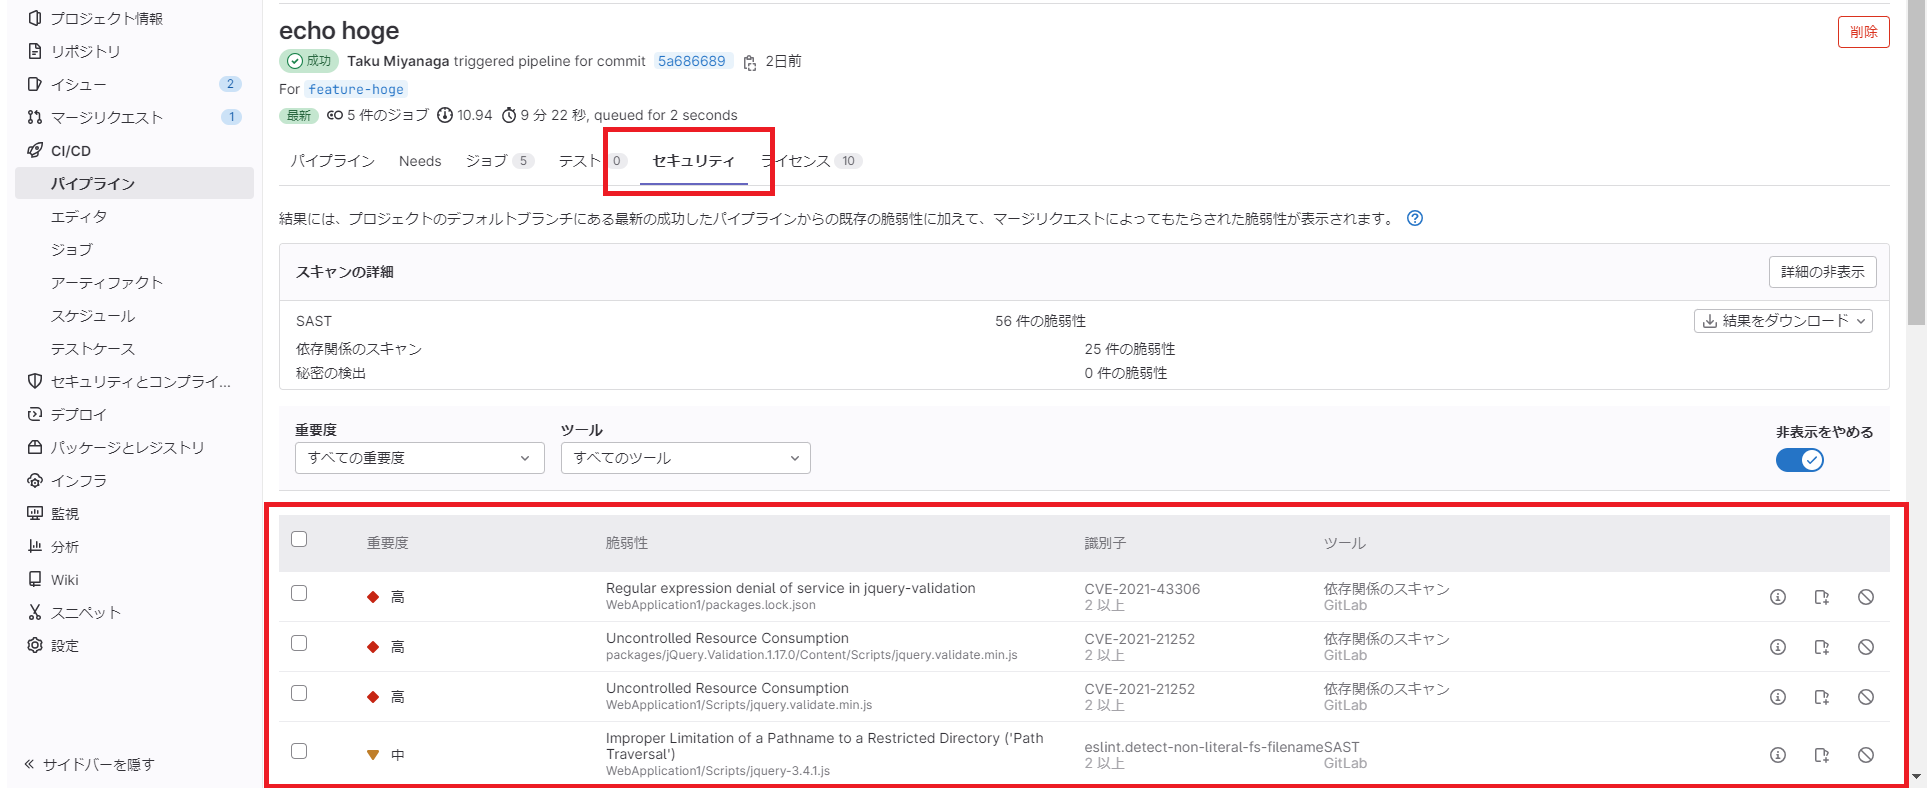 プロジェクト情報
リポジトリ
イシュー 2
マージリクエスト 1
CI/CD
パイプライン
エディタ
ジョブ
アーティファクト
スケジュール
テストケース
セキュリティとコンプライ...
デプロイ
パッケージとレジストリ
インフラ
監視
分析
Wiki
スニペット
設定
« サイドバーを隠す
echo hoge
削除
成功 Taku Miyanaga triggered pipeline for commit 5a686689 2日前
For feature-hoge
最新 5 件のジョブ 10.94 9 分 22 秒, queued for 2 seconds
パイプライン Needs ジョブ 5 テスト 0 セキュリティ ライセンス 10
結果には、プロジェクトのデフォルトブランチにある最新の成功したパイプラインからの既存の脆弱性に加えて、マージリクエストによってもたらされた脆弱性が表示されます。
スキャンの詳細 詳細の非表示
SAST 56 件の脆弱性 結果をダウンロード
依存関係のスキャン 25 件の脆弱性
秘密の検出 0 件の脆弱性
重要度 ツール 非表示をやめる
すべての重要度 すべてのツール
重要度 脆弱性 識別子 ツール
高 Regular expression denial of service in jquery-validation CVE-2021-43306 依存関係のスキャン
WebApplication1/packages.lock.json 2 以上 GitLab
高 Uncontrolled Resource Consumption CVE-2021-21252 依存関係のスキャン
packages/jQuery.Validation.1.17.0/Content/Scripts/jquery.validate.min.js 2 以上 GitLab
高 Uncontrolled Resource Consumption CVE-2021-21252 依存関係のスキャン
WebApplication1/Scripts/jquery.validate.min.js 2 以上 GitLab
中 Improper Limitation of a Pathname to a Restricted Directory ('Path
Traversal') eslint.detect-non-literal-fs-filename SAST
WebApplication1/Scripts/jquery-3.4.1.js 2 以上 GitLab